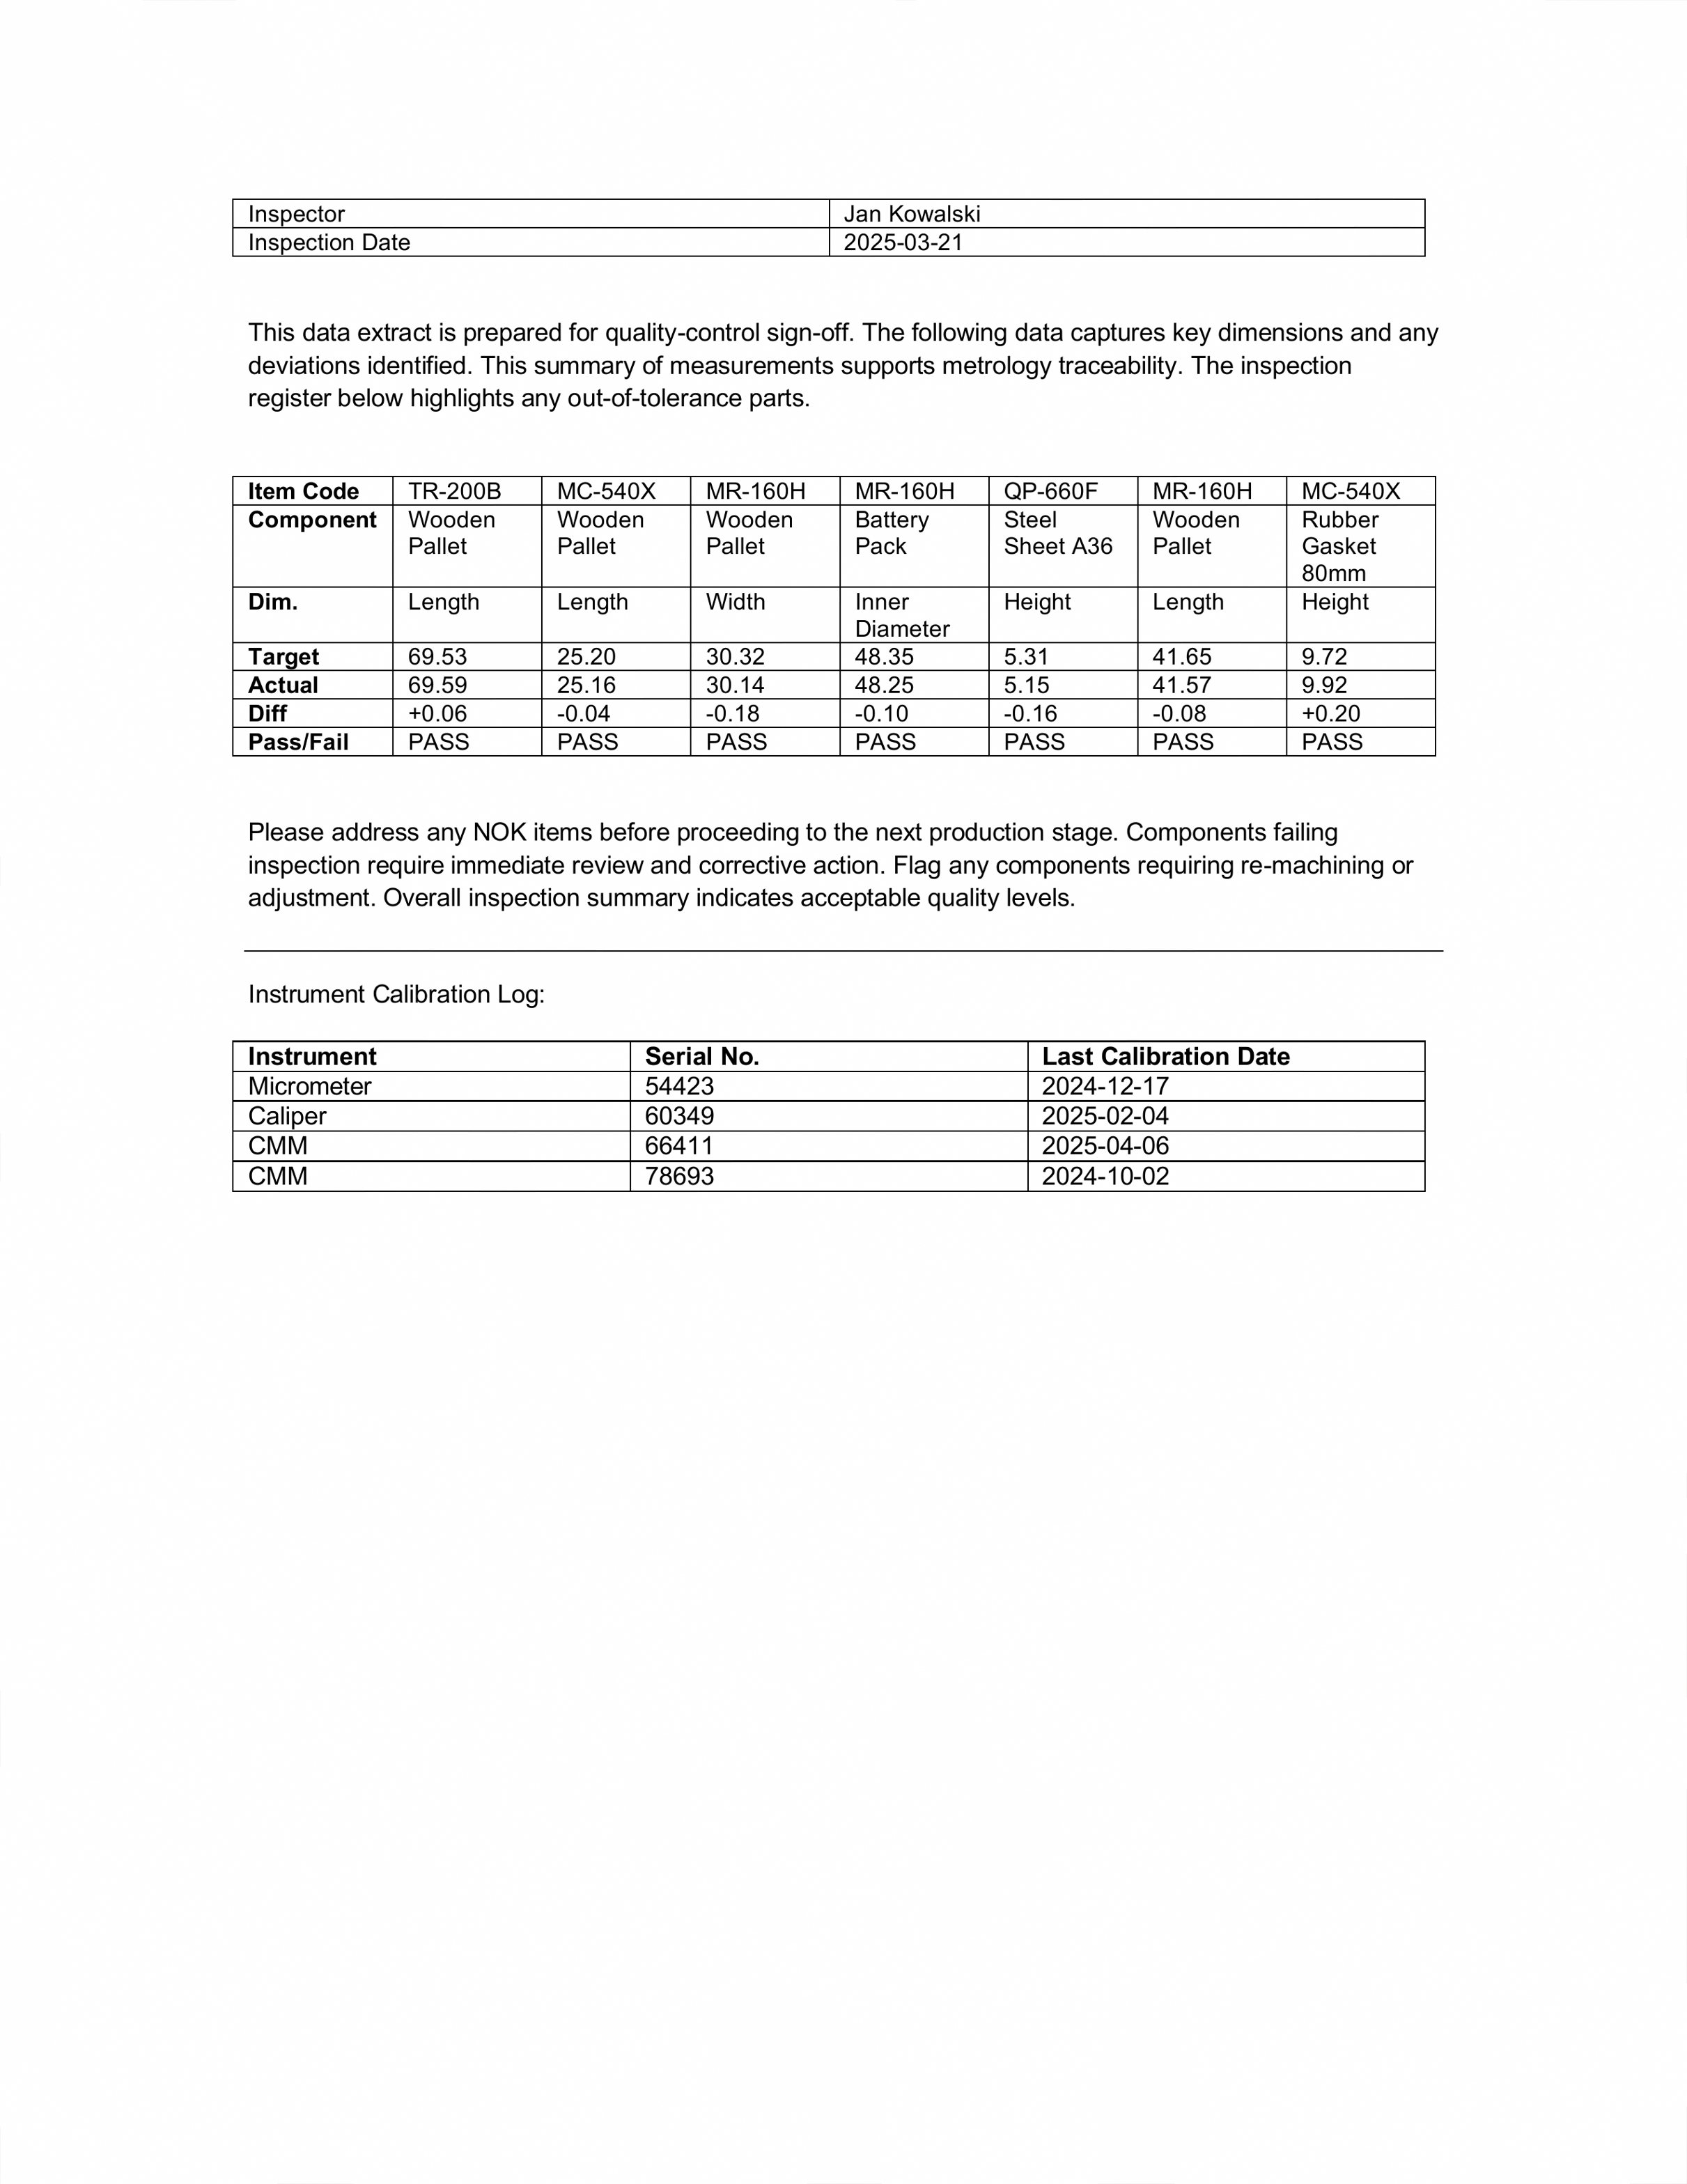 Inspector Jan Kowalski
Inspection Date 2025-03-21
This data extract is prepared for quality-control sign-off. The following data captures key dimensions and any
deviations identified. This summary of measurements supports metrology traceability. The inspection
register below highlights any out-of-tolerance parts.
Item Code TR-200B MC-540X MR-160H MR-160H QP-660F MR-160H MC-540X
Component Wooden Wooden Wooden Battery Steel Wooden Rubber
Pallet Pallet Pallet Pack Sheet A36 Pallet Gasket
80mm
Dim. Length Length Width Inner Height Length Height
Diameter
Target 69.53 25.20 30.32 48.35 5.31 41.65 9.72
Actual 69.59 25.16 30.14 48.25 5.15 41.57 9.92
Diff +0.06 -0.04 -0.18 -0.10 -0.16 -0.08 +0.20
Pass/Fail PASS PASS PASS PASS PASS PASS PASS
Please address any NOK items before proceeding to the next production stage. Components failing
inspection require immediate review and corrective action. Flag any components requiring re-machining or
adjustment. Overall inspection summary indicates acceptable quality levels.
Instrument Calibration Log:
Instrument Serial No. Last Calibration Date
Micrometer 54423 2024-12-17
Caliper 60349 2025-02-04
CMM 66411 2025-04-06
CMM 78693 2024-10-02